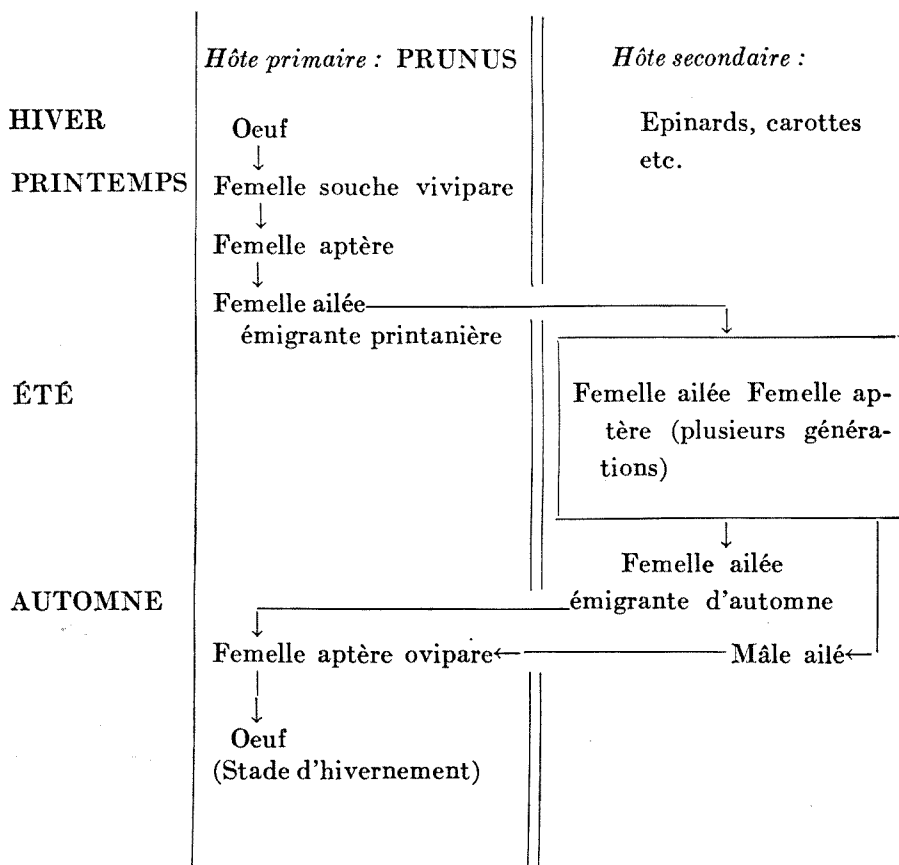 Hôte primaire : PRUNUS
Hôte secondaire :
HIVER
Oeuf
Epinards, carottes
etc.
PRINTEMPS
Femelle souche vivipare
Femelle aptère
Femelle ailée
émigrante printanière
ÉTÉ
Femelle ailée Femelle ap-
tère (plusieurs généra-
tions)
Femelle ailée
AUTOMNE
émigrante d'automne
Femelle aptère ovipare
Mâle ailé
Oeuf
(Stade d'hivernement)